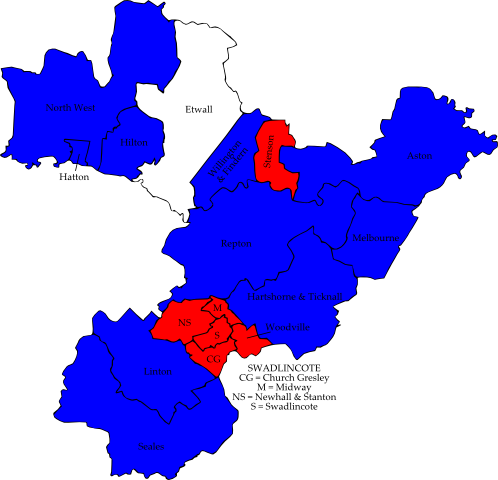 North West
Etwall
Hilton
Hatton
Willington
& Findern
Stenson
Aston
Repton
Melbourne
Hartshorne & Ticknall
M
NS
S
Woodville
CG
Linton
Seales
SWADLINCOTE
CG = Church Gresley
M = Midway
NS = Newhall & Stanton
S = Swadlincote